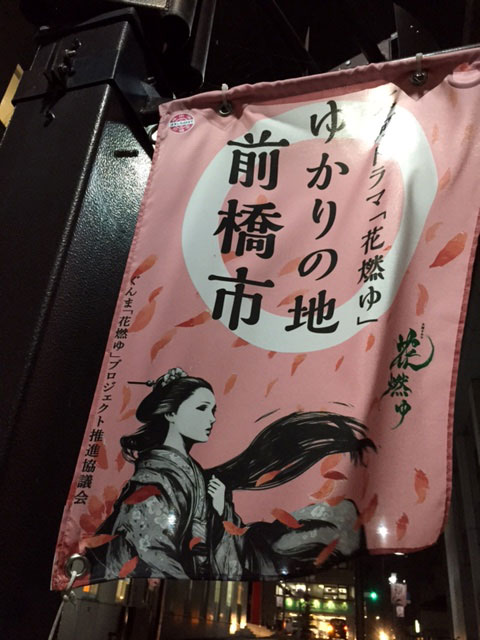 ドラマ「花燃ゆ」
ゆかりの地
前橋市
花燃ゆ
ぐんま「花燃ゆ」プロジェクト推進協議会